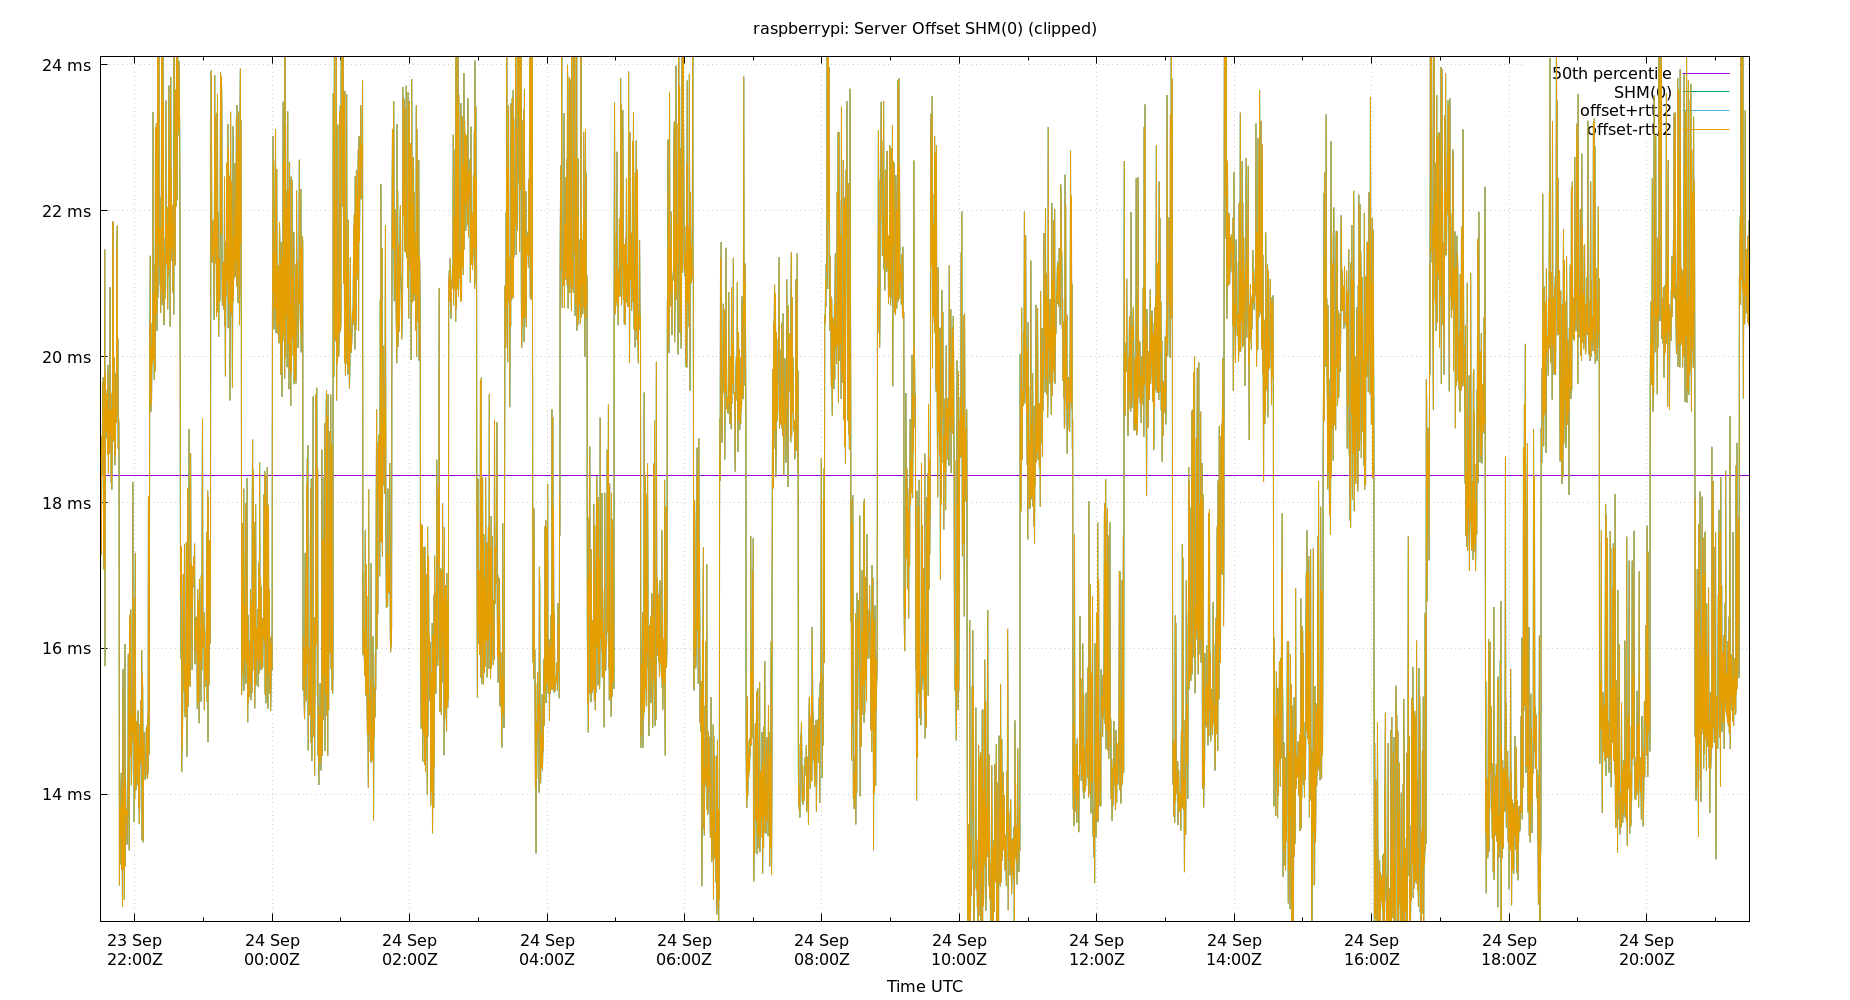 raspberrypi: Server Offset SHM(0) (clipped)
24 ms
22 ms
20 ms
18 ms
16 ms
14 ms
50th percentile
SHM(0)
offset+rtt/2
offset-rtt/2
23 Sep 24 Sep 24 Sep 24 Sep 24 Sep 24 Sep 24 Sep 24 Sep 24 Sep 24 Sep 24 Sep 24 Sep
22:00Z 00:00Z 02:00Z 04:00Z 06:00Z 08:00Z 10:00Z 12:00Z 14:00Z 16:00Z 18:00Z 20:00Z
Time UTC